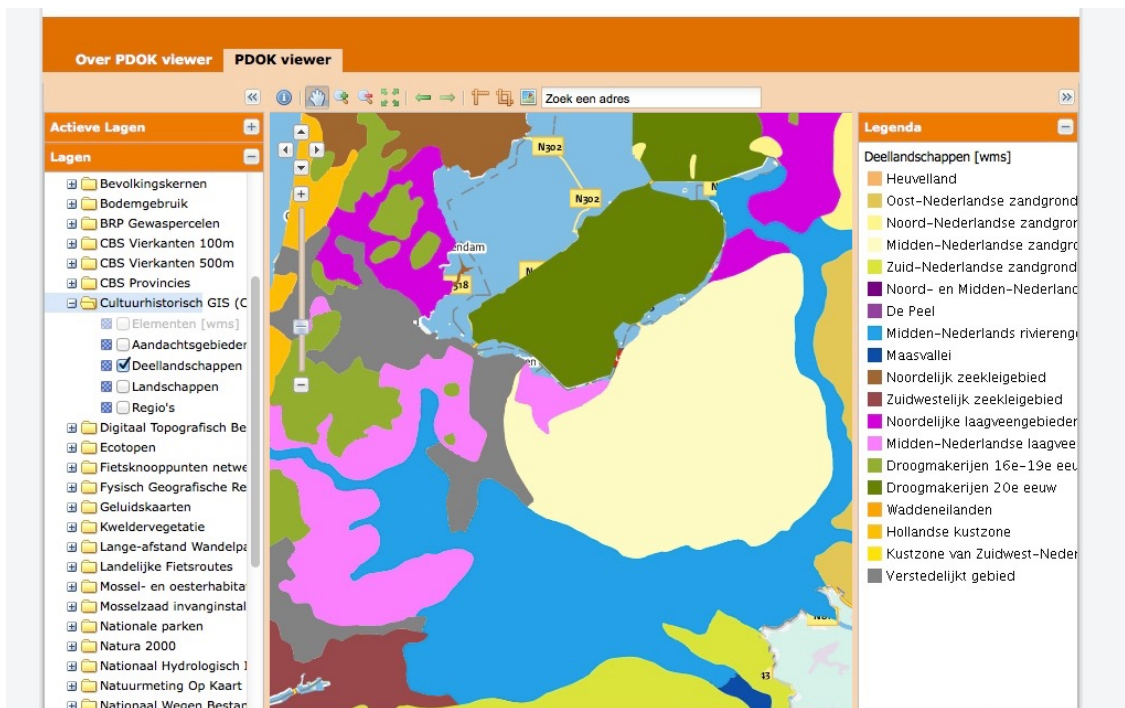 Over PDOK viewer PDOK viewer
Zoek een adres
Actieve Lagen
Lagen
Bevolkingskernen
Bodemgebruik
BRP Gewaspercelen
CBS Vierkanten 100m
CBS Vierkanten 500m
CBS Provincies
Cultuurhistorisch GIS (C
Elementen [wms]
Aandachtsgebieder
Deellandschappen
Landschappen
Regio's
Digitaal Topografisch Be
Ecotopen
Fietsknooppunten netwe
Fysisch Geografische Re
Geluidskaarten
Kweldervegetatie
Lange-afstand Wandelpa
Landelijke Fietsroutes
Mossel- en oesterhabita
Mosselzaad invanginstal
Nationale parken
Natura 2000
Nationaal Hydrologisch I
Natuurmeting Op Kaart
Nationaal Wegen Bestan
N302
N302
N
endam
N
518
en
N87
43
Legenda
Deellandschappen [wms]
Heuvelland
Oost-Nederlandse zandgrond
Noord-Nederlandse zandgron
Midden-Nederlandse zandgro
Zuid-Nederlandse zandgrond
Noord- en Midden-Nederland
De Peel
Midden-Nederlands riviereng
Maasvallei
Noordelijk zeekleigebied
Zuidwestelijk zeekleigebied
Noordelijke laagveengebieder
Midden-Nederlandse laagvee
Droogmakerijen 16e-19e eeu
Droogmakerijen 20e eeuw
Waddeneilanden
Hollandse kustzone
Kustzone van Zuidwest-Neder
Verstedelijkt gebied